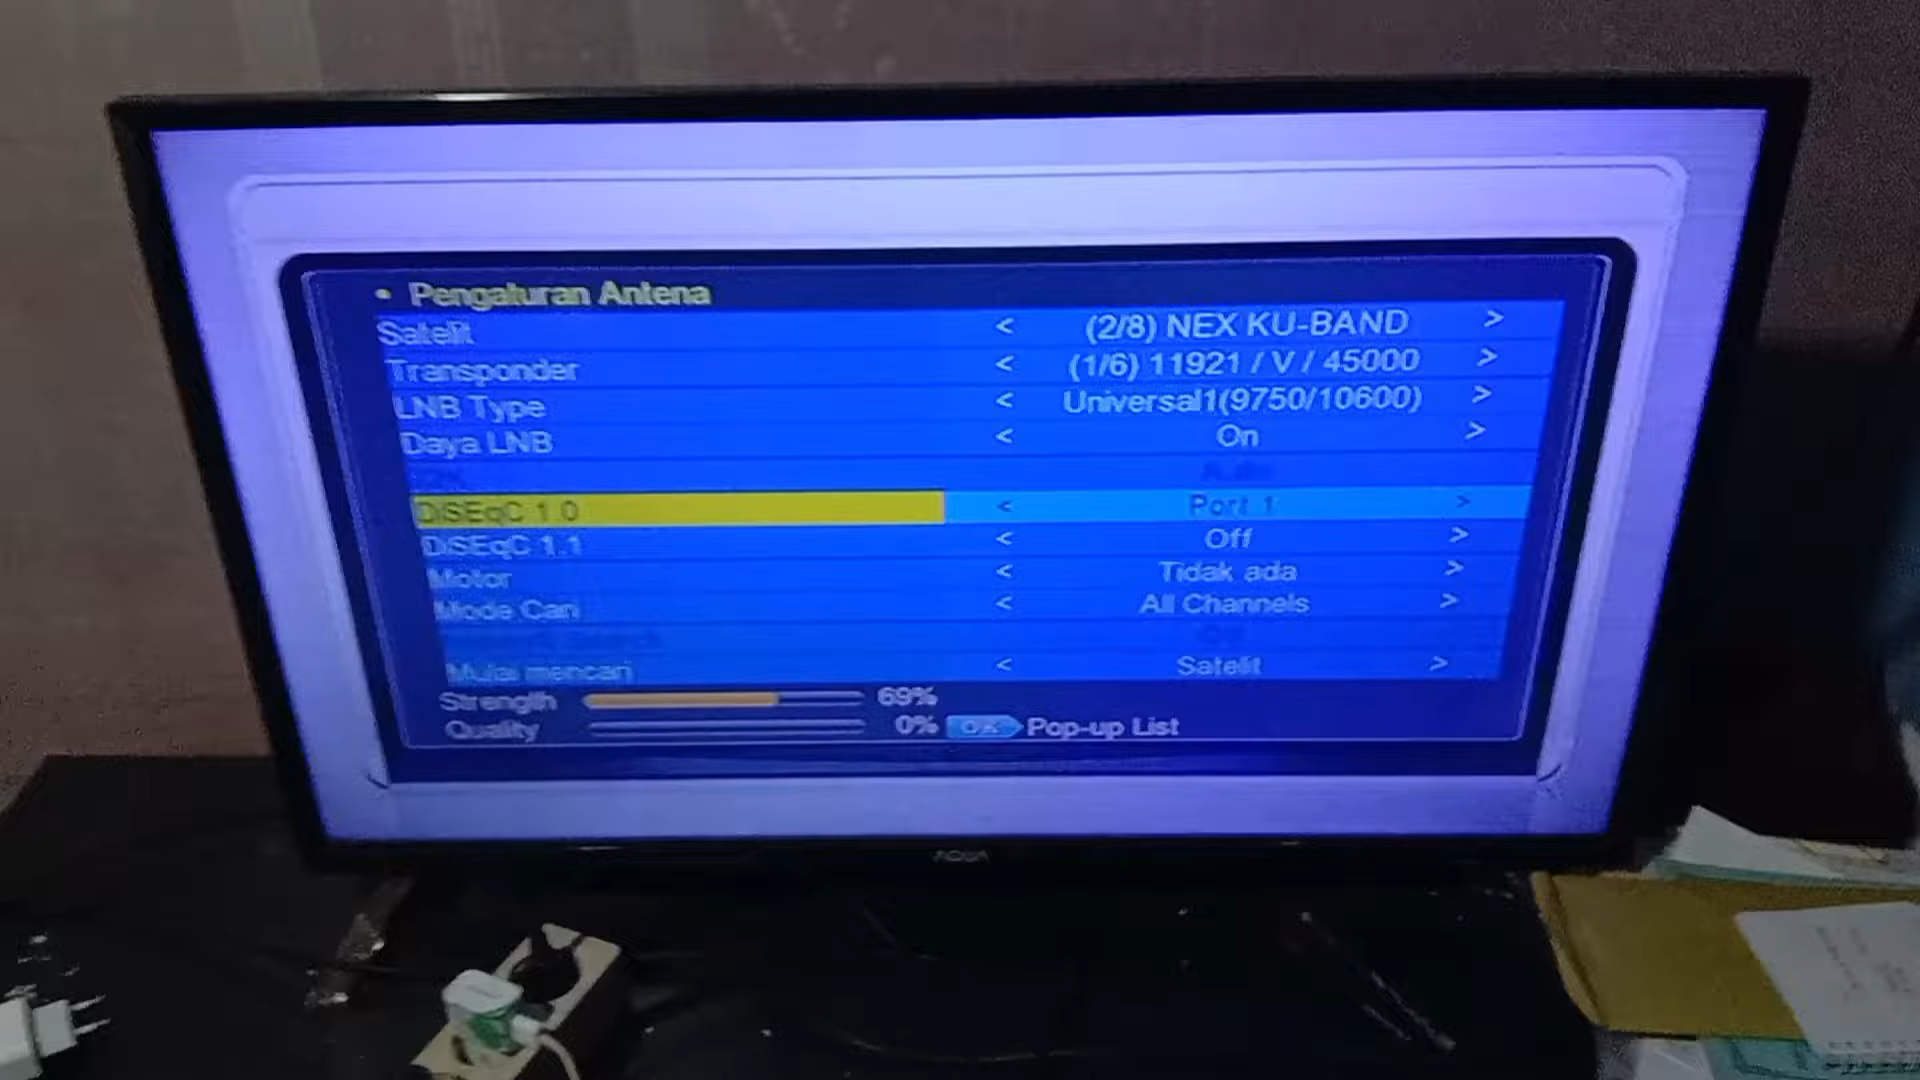 • Pengaturan Antena
Satelit < (2/8) NEX KU-BAND >
Transponder < (1/6) 11921 / V / 45000 >
LNB Type < Universal1(9750/10600) >
Daya LNB < On >
DiSEqC 1.0 < Port 1 >
DiSEqC 1.1 < Off >
Motor < Tidak ada >
Mode Cari < All Channels >
Mulai mencari < Satelit >
Strength 69%
Quality 0% OK Pop-up List
AQUA